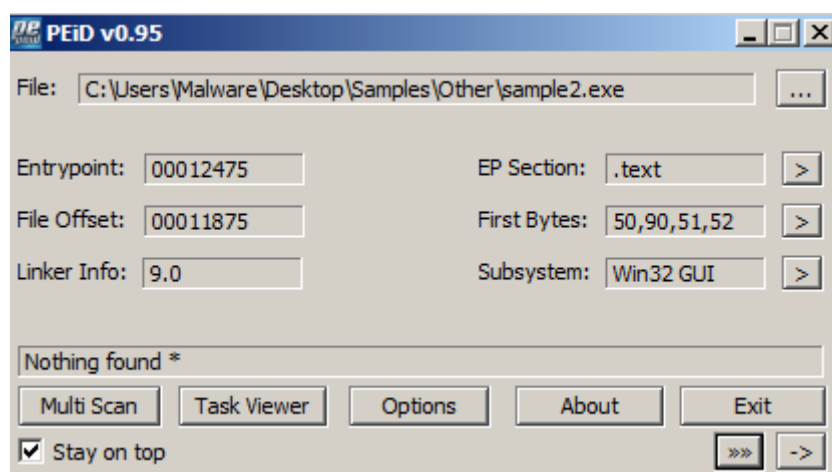 PEiD v0.95
File: C:\Users\Malware\Desktop\Samples\Other\sample2.exe ...
Entrypoint: 00012475 EP Section: .text >
File Offset: 00011875 First Bytes: 50,90,51,52 >
Linker Info: 9.0 Subsystem: Win32 GUI >
Nothing found *
Multi Scan Task Viewer Options About Exit
Stay on top »» ->